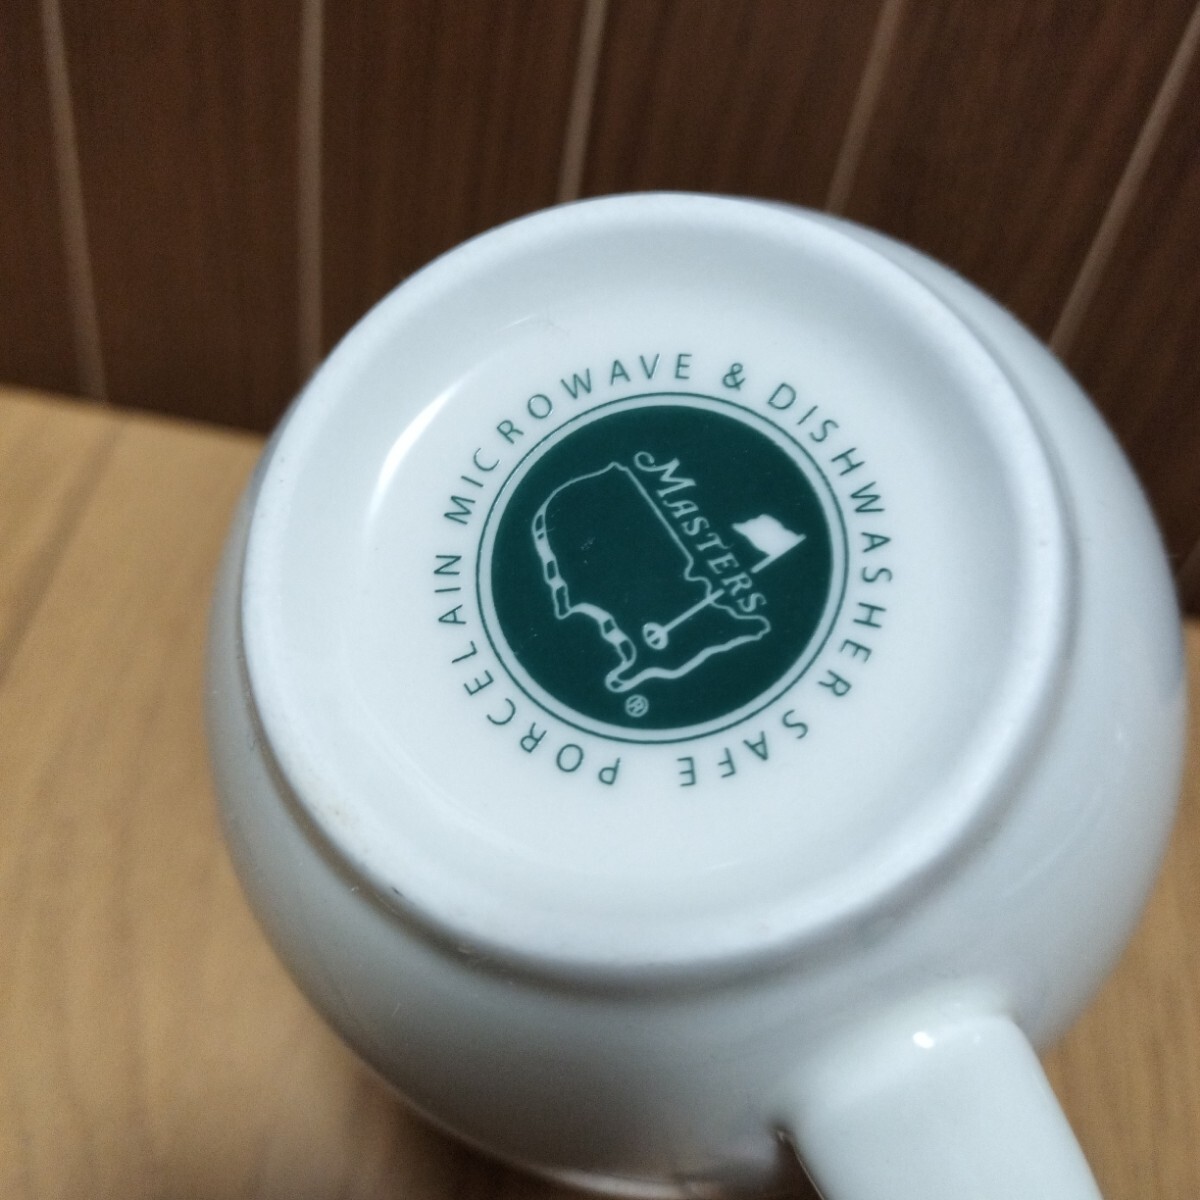 PORCELAIN MICROWAVE & DISHWASHER SAFE
MASTERS
®